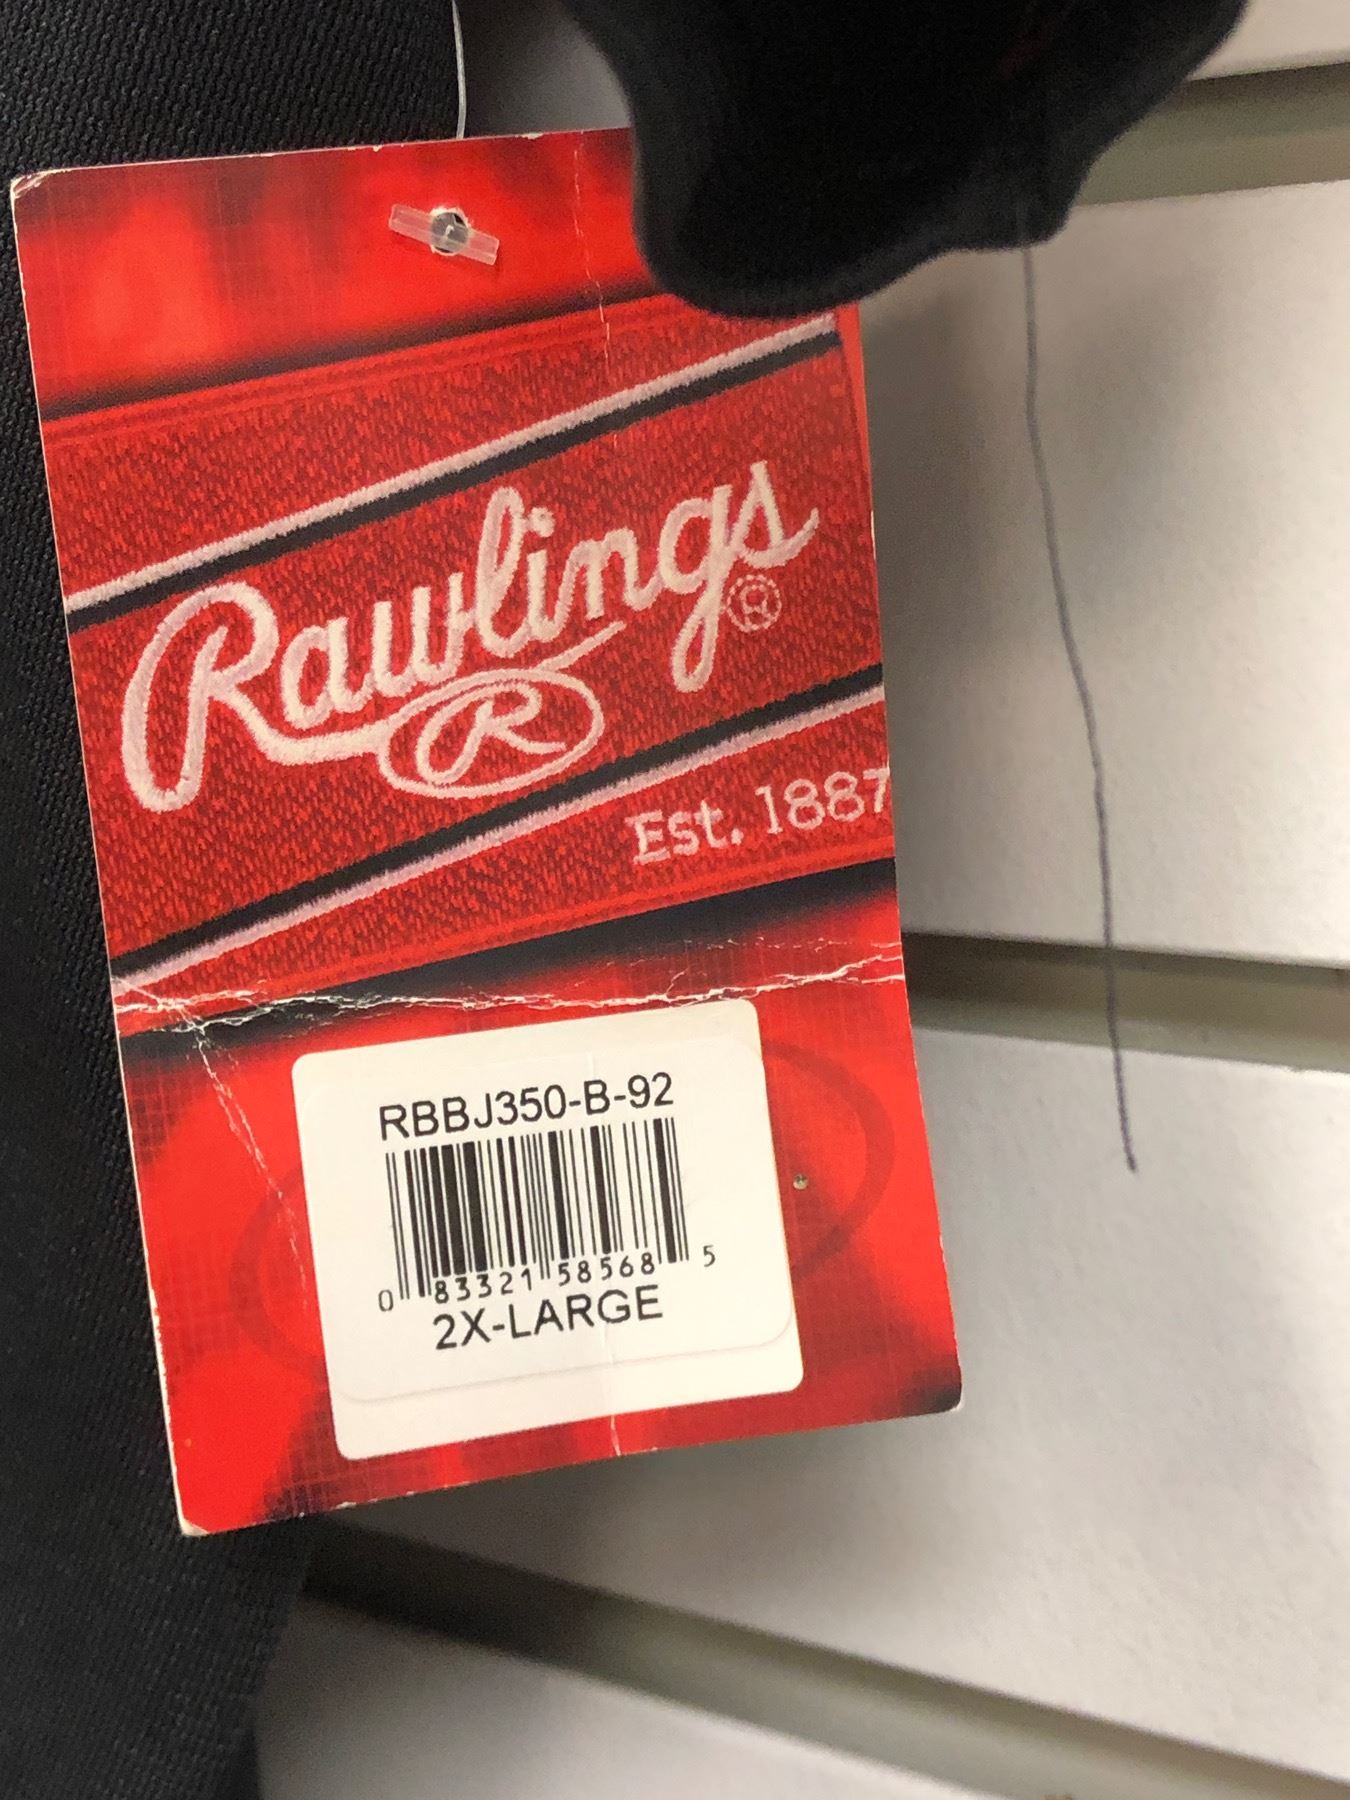 Rawlings ®
R
Est. 1887
RBBJ350-B-92
0 83321 58568 5
2X-LARGE